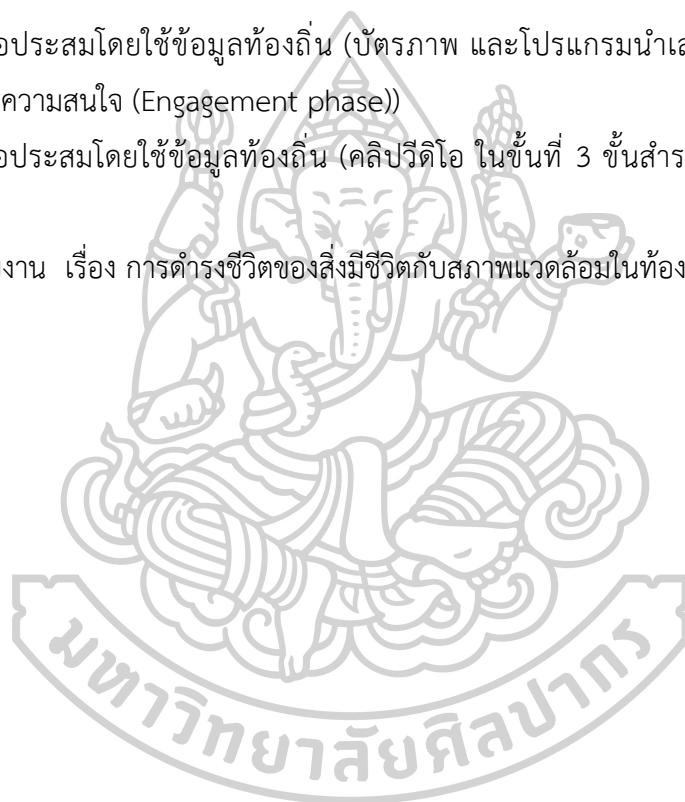 อประสมโดยใช้ข้อมูลท้องถิ่น (บัตรภาพ และโปรแกรมนำเส
ความสนใจ (Engagement phase))
อประสมโดยใช้ข้อมูลท้องถิ่น (คลิปวีดิโอ ในขั้นที่ 3 ขั้นสำร
งาน เรื่อง การดำรงชีวิตของสิ่งมีชีวิตกับสภาพแวดล้อมในท้อง
มหาวิทยาลัยศิลปากร